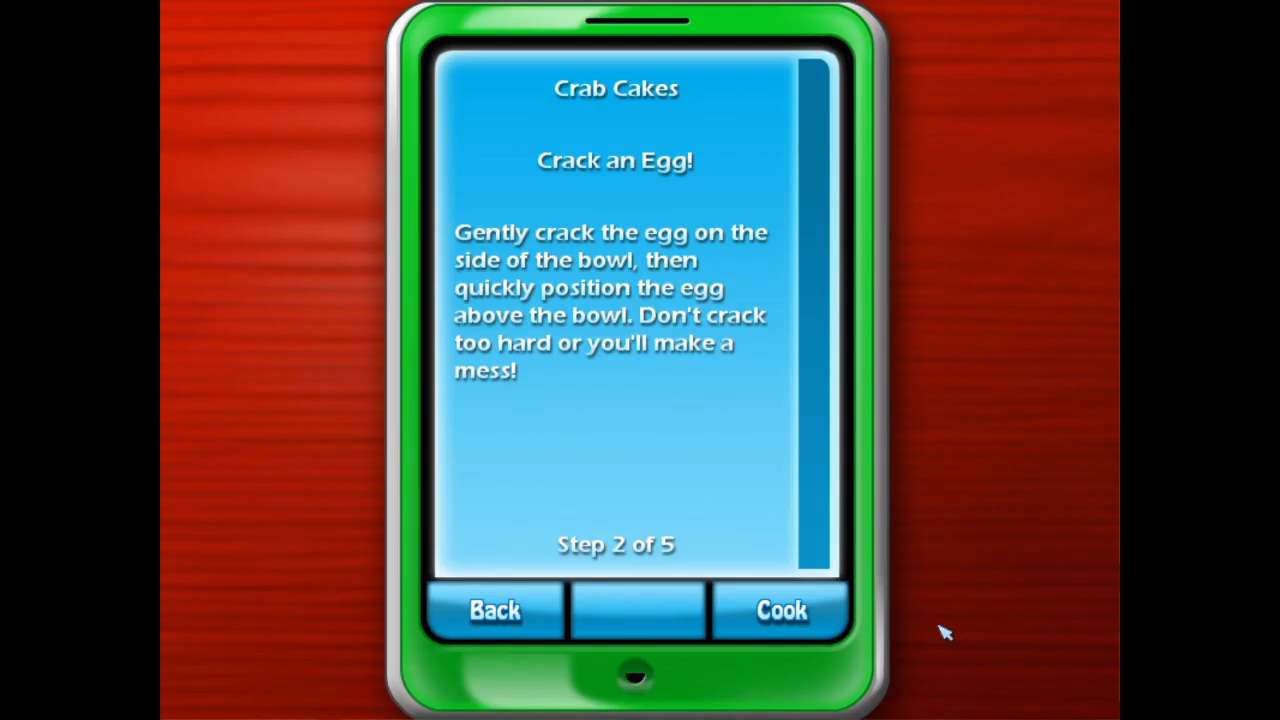 Crab Cakes
Crack an Egg!
Gently crack the egg on the
side of the bowl, then
quickly position the egg
above the bowl. Don't crack
too hard or you'll make a
mess!
Step 2 of 5
Back
Cook